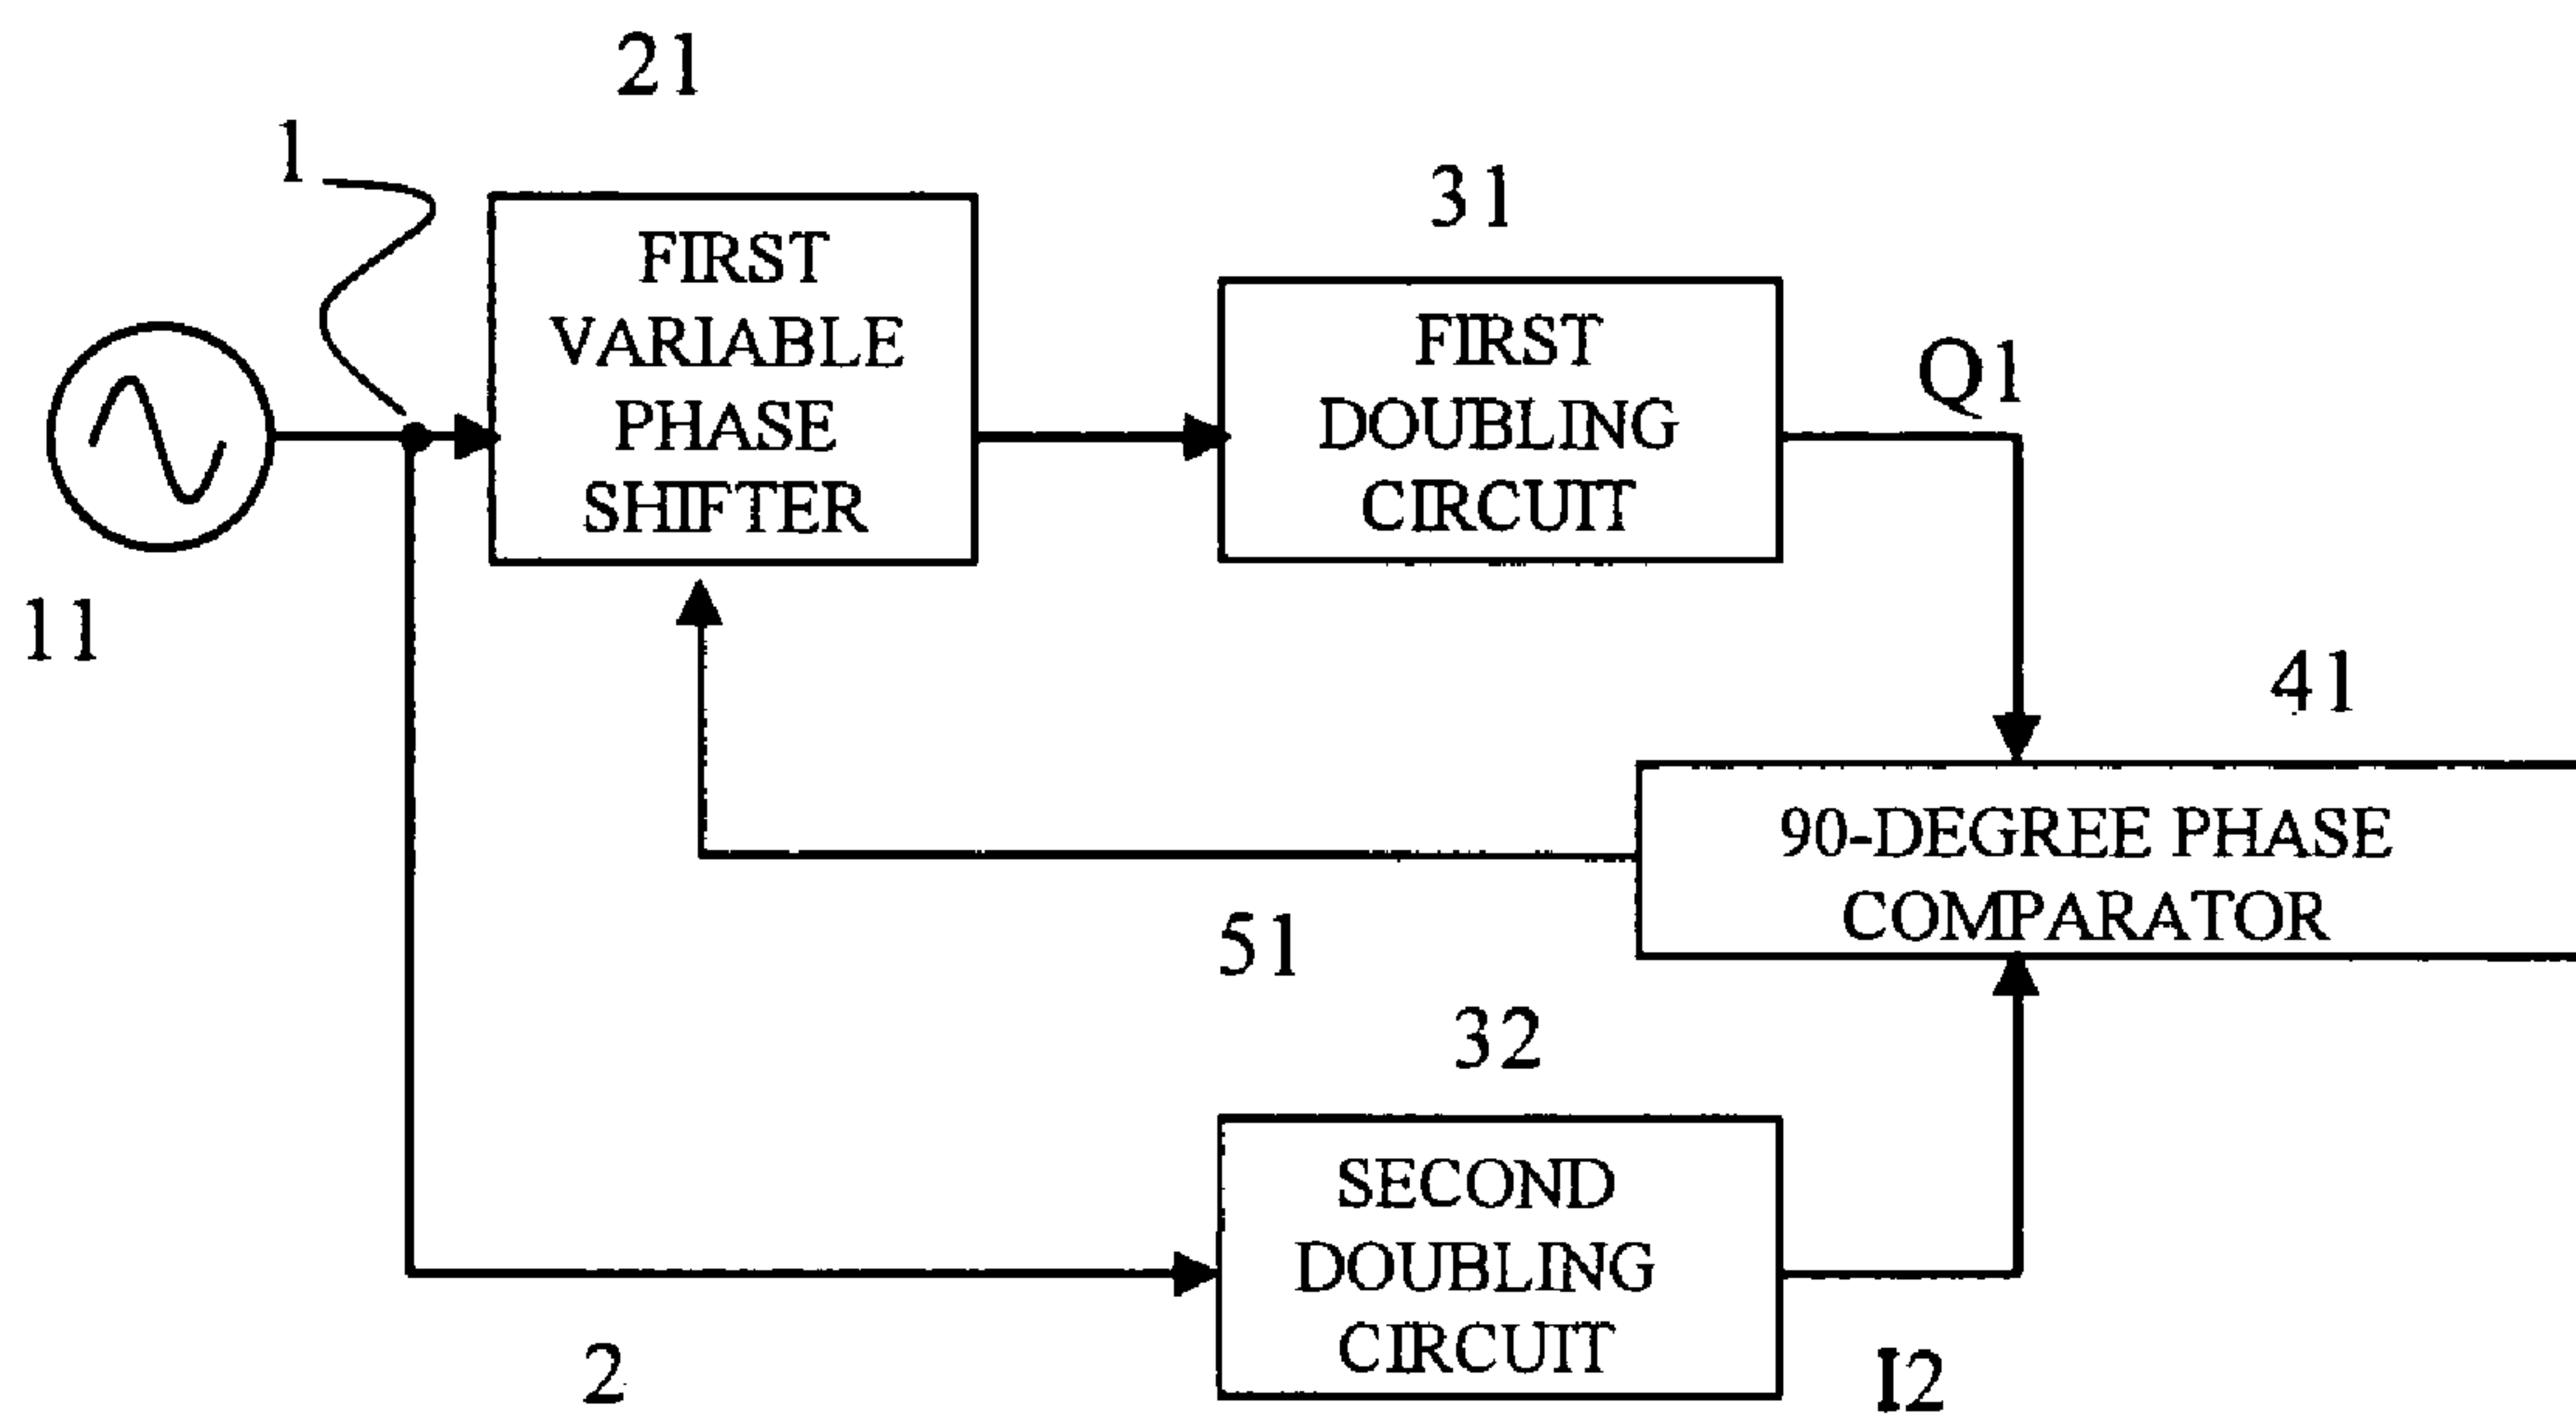 21
1
31
FIRST
VARIABLE
PHASE
SHIFTER
FIRST
DOUBLING
CIRCUIT
Q1
11
41
90-DEGREE PHASE
COMPARATOR
51
32
SECOND
DOUBLING
CIRCUIT
2
I2